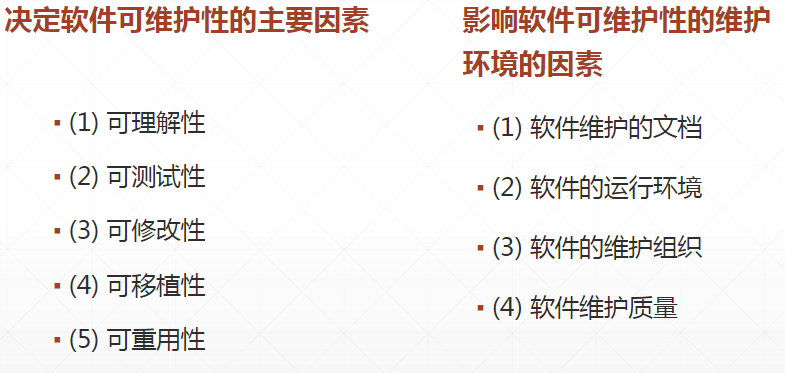 决定软件可维护性的主要因素
▪ (1) 可理解性
▪ (2) 可测试性
▪ (3) 可修改性
▪ (4) 可移植性
▪ (5) 可重用性
影响软件可维护性的维护
环境的因素
▪ (1) 软件维护的文档
▪ (2) 软件的运行环境
▪ (3) 软件的维护组织
▪ (4) 软件维护质量